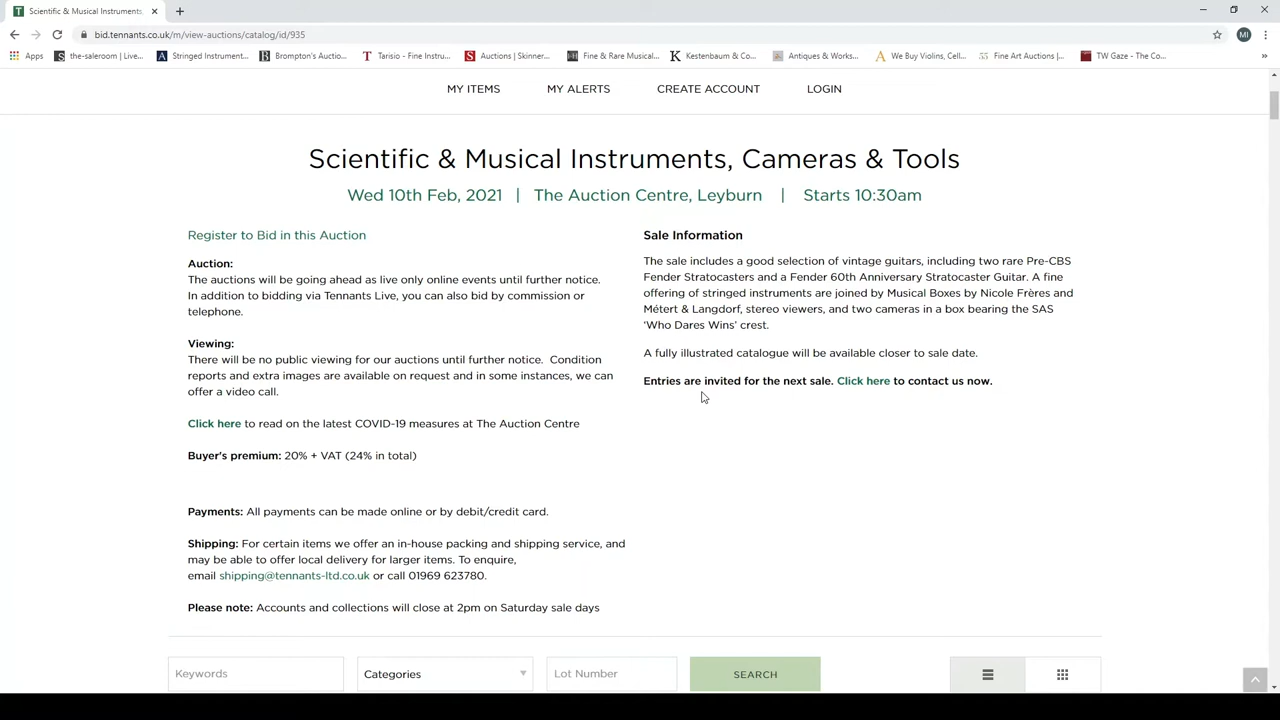 Scientific & Musical Instruments,
bid.tennants.co.uk/m/view-auctions/catalog/id/935
MI
Apps
the-saleroom | Live...
Stringed Instrument...
Brompton's Auctio...
Tarisio - Fine Instru...
Auctions | Skinner...
Fine & Rare Musical...
Kestenbaum & Co...
Antiques & Works...
We Buy Violins, Cell...
Fine Art Auctions |...
TW Gaze - The Co...
MY ITEMS
MY ALERTS
CREATE ACCOUNT
LOGIN
Scientific & Musical Instruments, Cameras & Tools
Wed 10th Feb, 2021 | The Auction Centre, Leyburn | Starts 10:30am
Register to Bid in this Auction
Auction:
The auctions will be going ahead as live only online events until further notice.
In addition to bidding via Tennants Live, you can also bid by commission or
telephone.
Viewing:
There will be no public viewing for our auctions until further notice. Condition
reports and extra images are available on request and in some instances, we can
offer a video call.
Click here to read on the latest COVID-19 measures at The Auction Centre
Buyer's premium: 20% + VAT (24% in total)
Payments: All payments can be made online or by debit/credit card.
Shipping: For certain items we offer an in-house packing and shipping service, and
may be able to offer local delivery for larger items. To enquire,
email shipping@tennants-ltd.co.uk or call 01969 623780.
Please note: Accounts and collections will close at 2pm on Saturday sale days
Sale Information
The sale includes a good selection of vintage guitars, including two rare Pre-CBS
Fender Stratocasters and a Fender 60th Anniversary Stratocaster Guitar. A fine
offering of stringed instruments are joined by Musical Boxes by Nicole Frères and
Métert & Langdorf, stereo viewers, and two cameras in a box bearing the SAS
‘Who Dares Wins’ crest.
A fully illustrated catalogue will be available closer to sale date.
Entries are invited for the next sale. Click here to contact us now.
Keywords
Categories
Lot Number
SEARCH